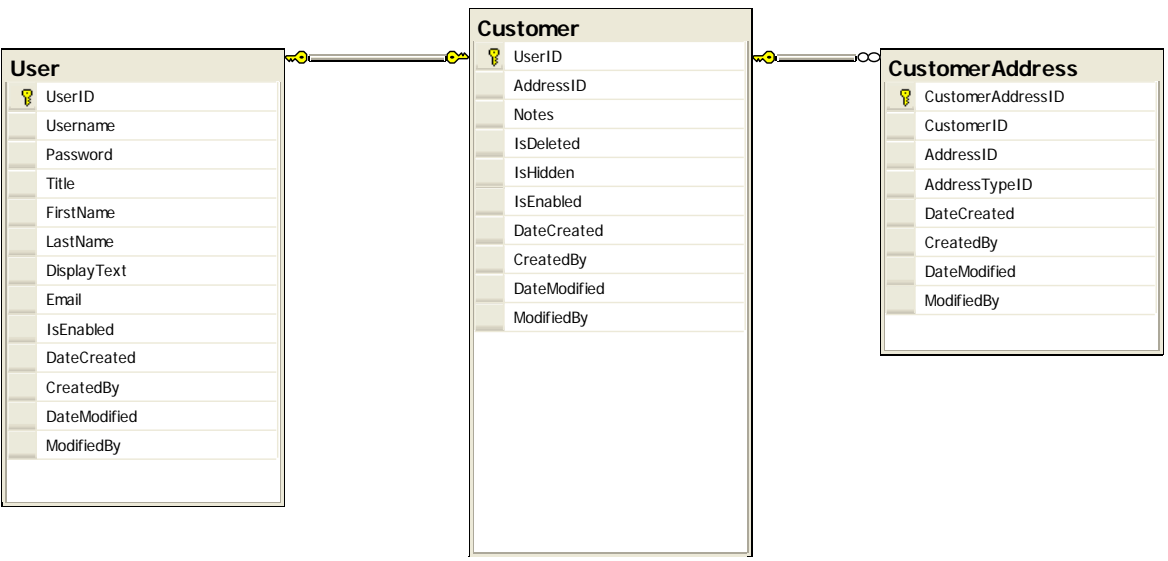 User
UserID
Username
Password
Title
FirstName
LastName
DisplayText
Email
IsEnabled
DateCreated
CreatedBy
DateModified
ModifiedBy
Customer
UserID
AddressID
Notes
IsDeleted
IsHidden
IsEnabled
DateCreated
CreatedBy
DateModified
ModifiedBy
CustomerAddress
CustomerAddressID
CustomerID
AddressID
AddressTypeID
DateCreated
CreatedBy
DateModified
ModifiedBy